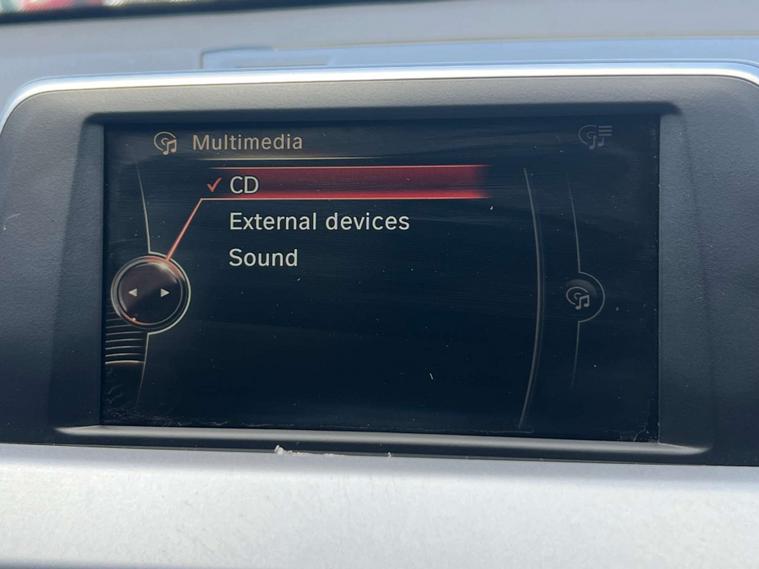 Multimedia
CD
External devices
Sound